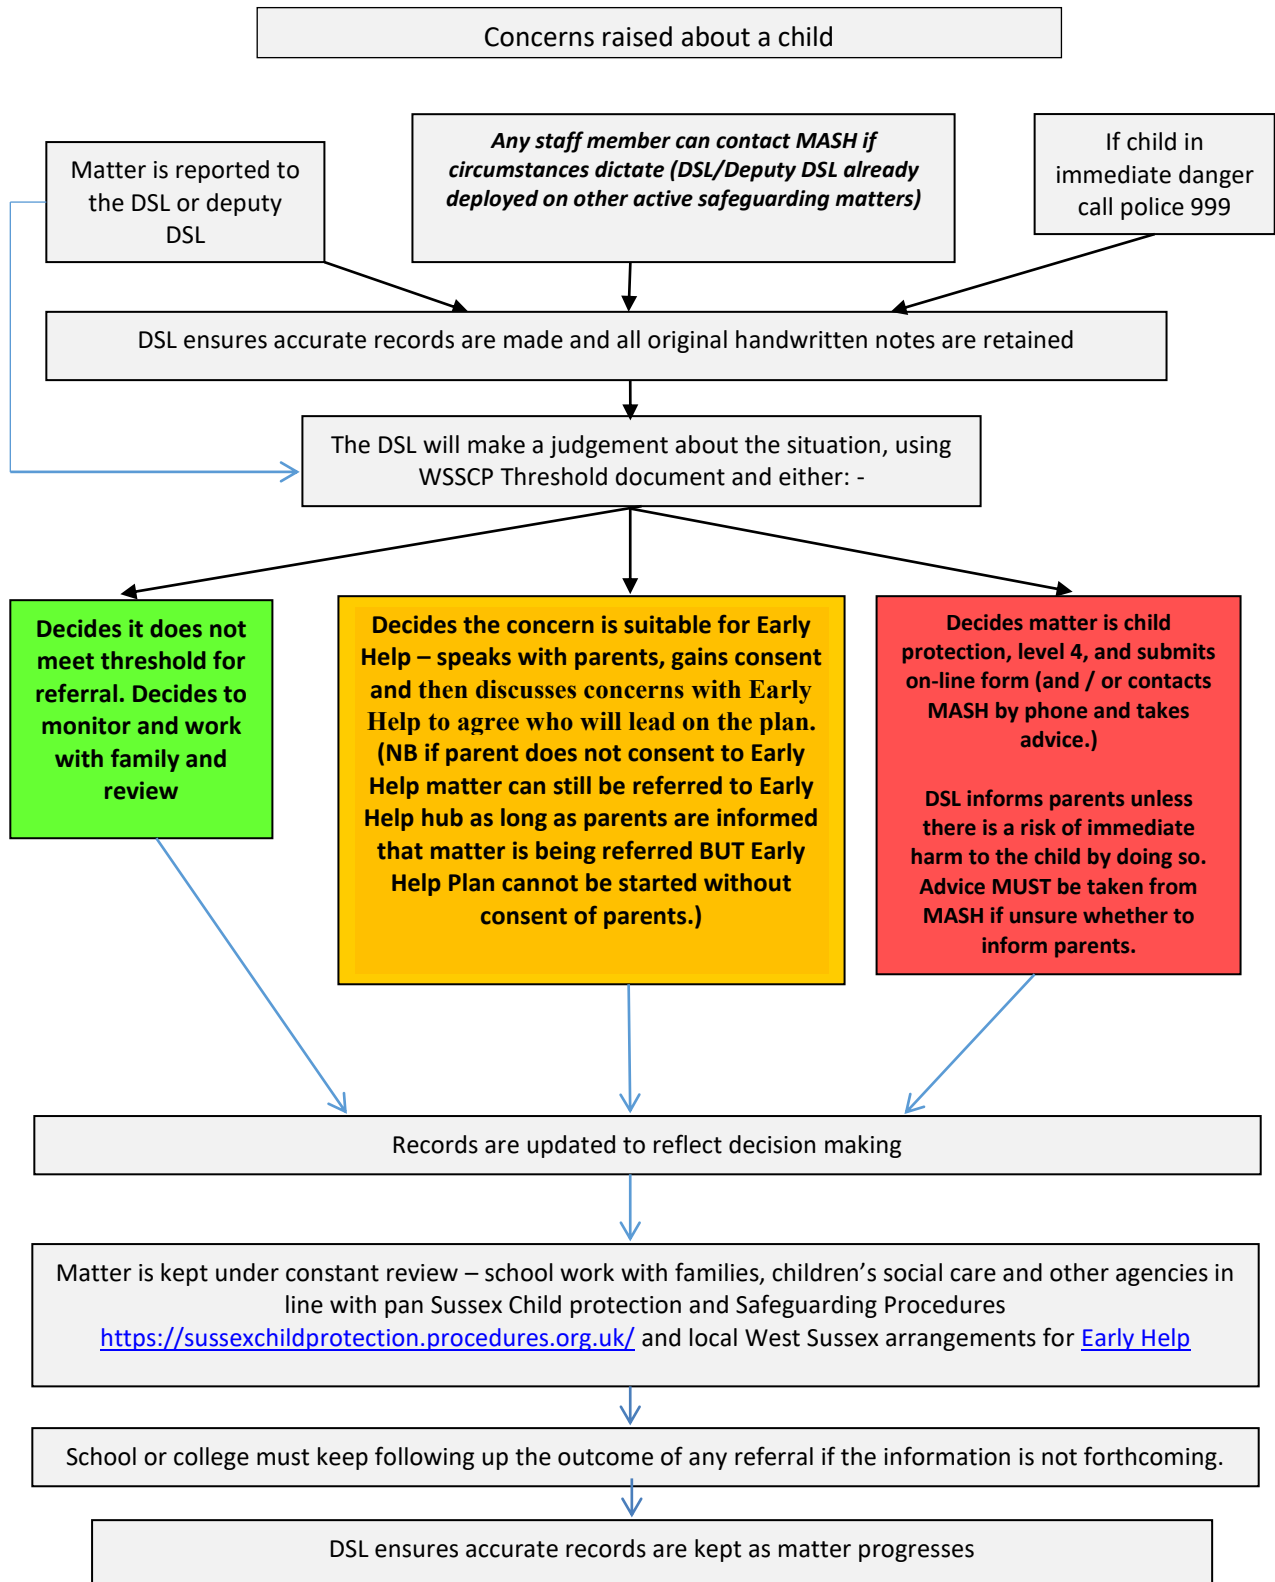 Concerns raised about a child
Matter is reported to
the DSL or deputy
DSL
Any staff member can contact MASH if
circumstances dictate (DSL/Deputy DSL already
deployed on other active safeguarding matters)
If child in
immediate danger
call police 999
DSL ensures accurate records are made and all original handwritten notes are retained
The DSL will make a judgement about the situation, using
WSSCP Threshold document and either: -
Decides it does not
meet threshold for
referral. Decides to
monitor and work
with family and
review
Decides the concern is suitable for Early
Help – speaks with parents, gains consent
and then discusses concerns with Early
Help to agree who will lead on the plan.
(NB if parent does not consent to Early
Help matter can still be referred to Early
Help hub as long as parents are informed
that matter is being referred BUT Early
Help Plan cannot be started without
consent of parents.)
Decides matter is child
protection, level 4, and submits
on-line form (and / or contacts
MASH by phone and takes
advice.)
DSL informs parents unless
there is a risk of immediate
harm to the child by doing so.
Advice MUST be taken from
MASH if unsure whether to
inform parents.
Records are updated to reflect decision making
Matter is kept under constant review – school work with families, children’s social care and other agencies in
line with pan Sussex Child protection and Safeguarding Procedures
https://sussexchildprotection.procedures.org.uk/ and local West Sussex arrangements for Early Help
School or college must keep following up the outcome of any referral if the information is not forthcoming.
DSL ensures accurate records are kept as matter progresses